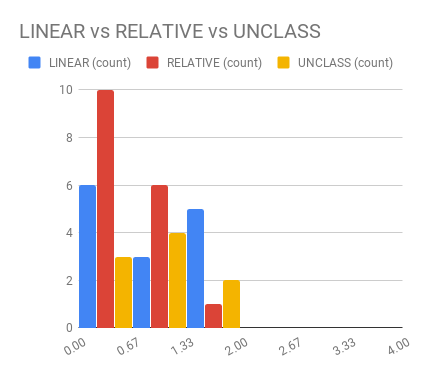 LINEAR vs RELATIVE vs UNCLASS
LINEAR (count) RELATIVE (count) UNCLASS (count)
10
8
6
4
2
0
0.00 0.67 1.33 2.00 2.67 3.33 4.00